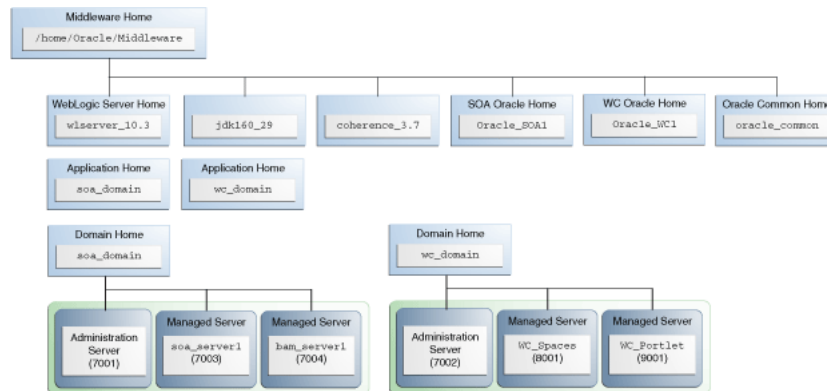 Middleware Home
/home/Oracle/Middleware
WebLogic Server Home
wlserver_10.3
jdk160_29
coherence_3.7
SOA Oracle Home
Oracle_SOA1
WC Oracle Home
Oracle_WC1
Oracle Common Home
oracle_common
Application Home
soa_domain
Application Home
wc_domain
Domain Home
soa_domain
Domain Home
wc_domain
Administration
Server
(7001)
Managed Server
soa_server1
(7003)
Managed Server
bam_server1
(7004)
Administration
Server
(7002)
Managed Server
WC_Spaces
(8001)
Managed Server
WC_Portlet
(9001)